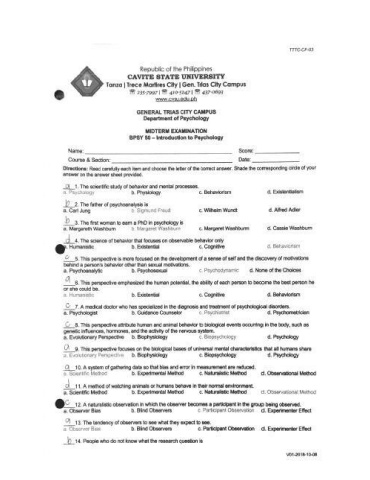 TTTC-CF-03
Republic of the Philippines
CAVITE STATE UNIVERSITY
Tanza | Trece Martires City | Gen. Trias City Campus
www.cvsu.edu.ph
GENERAL TRIAS CITY CAMPUS
Department of Psychology
MIDTERM EXAMINATION
BPSY 50 – Introduction to Psychology
Name: Score:
Course & Section: Date:
Directions: Read carefully each item and choose the letter of the correct answer. Shade the corresponding circle of your
answer on the answer sheet provided.
a 1. The scientific study of behavior and mental processes.
a. Psychology b. Physiology c. Behaviorism d. Existentialism
b 2. The father of psychoanalysis is
a. Carl Jung b. Sigmund Freud c. Wilhelm Wundt d. Alfred Adler
b 3. The first woman to earn a PhD in psychology is
a. Margareth Washburn b. Margaret Washburn c. Margarent Washburn d. Cassie Washburn
d 4. The science of behavior that focuses on observable behavior only
a. Humanistic b. Existential c. Cognitive d. Behaviorism
c 5. This perspective is more focused on the development of a sense of self and the discovery of motivations
behind a person's behavior other than sexual motivations.
a. Psychoanalytic b. Psychosexual c. Psychodynamic d. None of the Choices
a 6. This perspective emphasized the human potential, the ability of each person to become the best person he
or she could be.
a. Humanistic b. Existential c. Cognitive d. Behaviorism
c 7. A medical doctor who has specialized in the diagnosis and treatment of psychological disorders.
a. Psychologist b. Guidance Counselor c. Psychiatrist d. Psychometrician
c 8. This perspective attribute human and animal behavior to biological events occurring in the body, such as
genetic influences, hormones, and the activity of the nervous system.
a. Evolutionary Perspective b. Biophysiology c. Biopsychology d. Psychology
a 9. This perspective focuses on the biological bases of universal mental characteristics that all humans share
a. Evolutionary Perspective b. Biophysiology c. Biopsychology d. Psychology
a 10. A system of gathering data so that bias and error in measurement are reduced.
a. Scientific Method b. Experimental Method c. Naturalistic Method d. Observational Method
d 11. A method of watching animals or humans behave in their normal environment.
a. Scientific Method b. Experimental Method c. Naturalistic Method d. Observational Method
c 12. A naturalistic observation in which the observer becomes a participant in the group being observed.
a. Observer Bias b. Blind Observers c. Participant Observation d. Experimenter Effect
a 13. The tendency of observers to see what they expect to see.
a. Observer Bias b. Blind Observers c. Participant Observation d. Experimenter Effect
b 14. People who do not know what the research question is
V01-2018-10-08